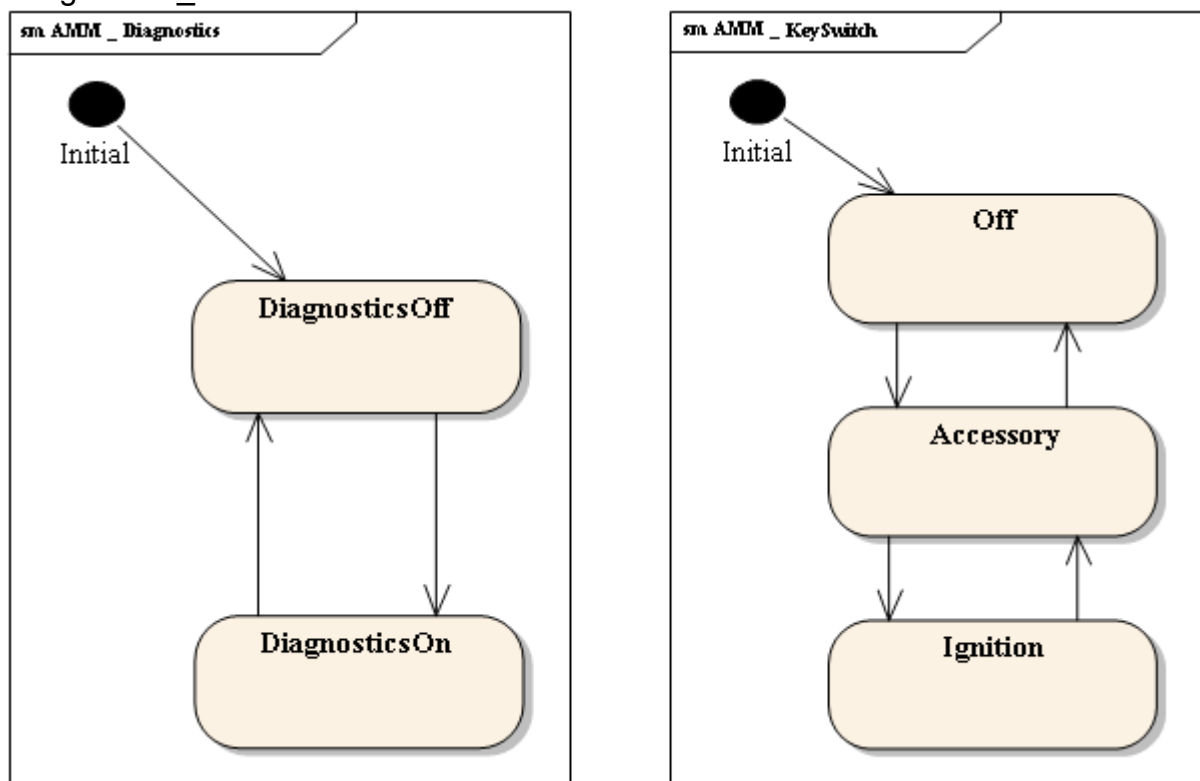 sm AMM _ Diagnostics
Initial
DiagnosticsOff
DiagnosticsOn
sm AMM _ KeySwitch
Initial
Off
Accessory
Ignition